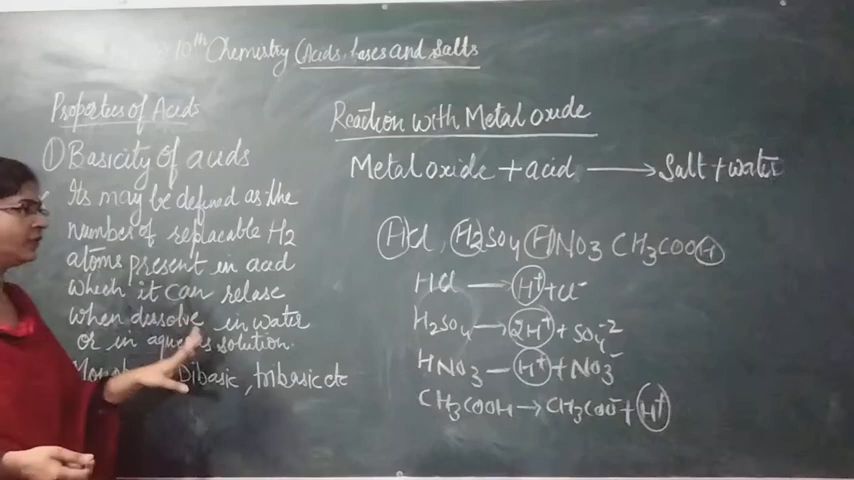 10th Chemistry (Acids, bases and Salts
Properties of Acids
① Basicity of acids
Its may be defined as the
number of replacable H2
atoms present in acid
which it can relase
when dissolve in water
or in aqueous solution.
Dibasic, tribasic etc
Reaction with Metal oxide
Metal oxide + acid ⟶ Salt + water
HCl, H2SO4 HNO3 CH3COOH
HCl — H+ + Cl-
H2SO4 → 2H+ + SO4-2
HNO3 — H+ + NO3-
CH3COOH → CH3COO- + H+